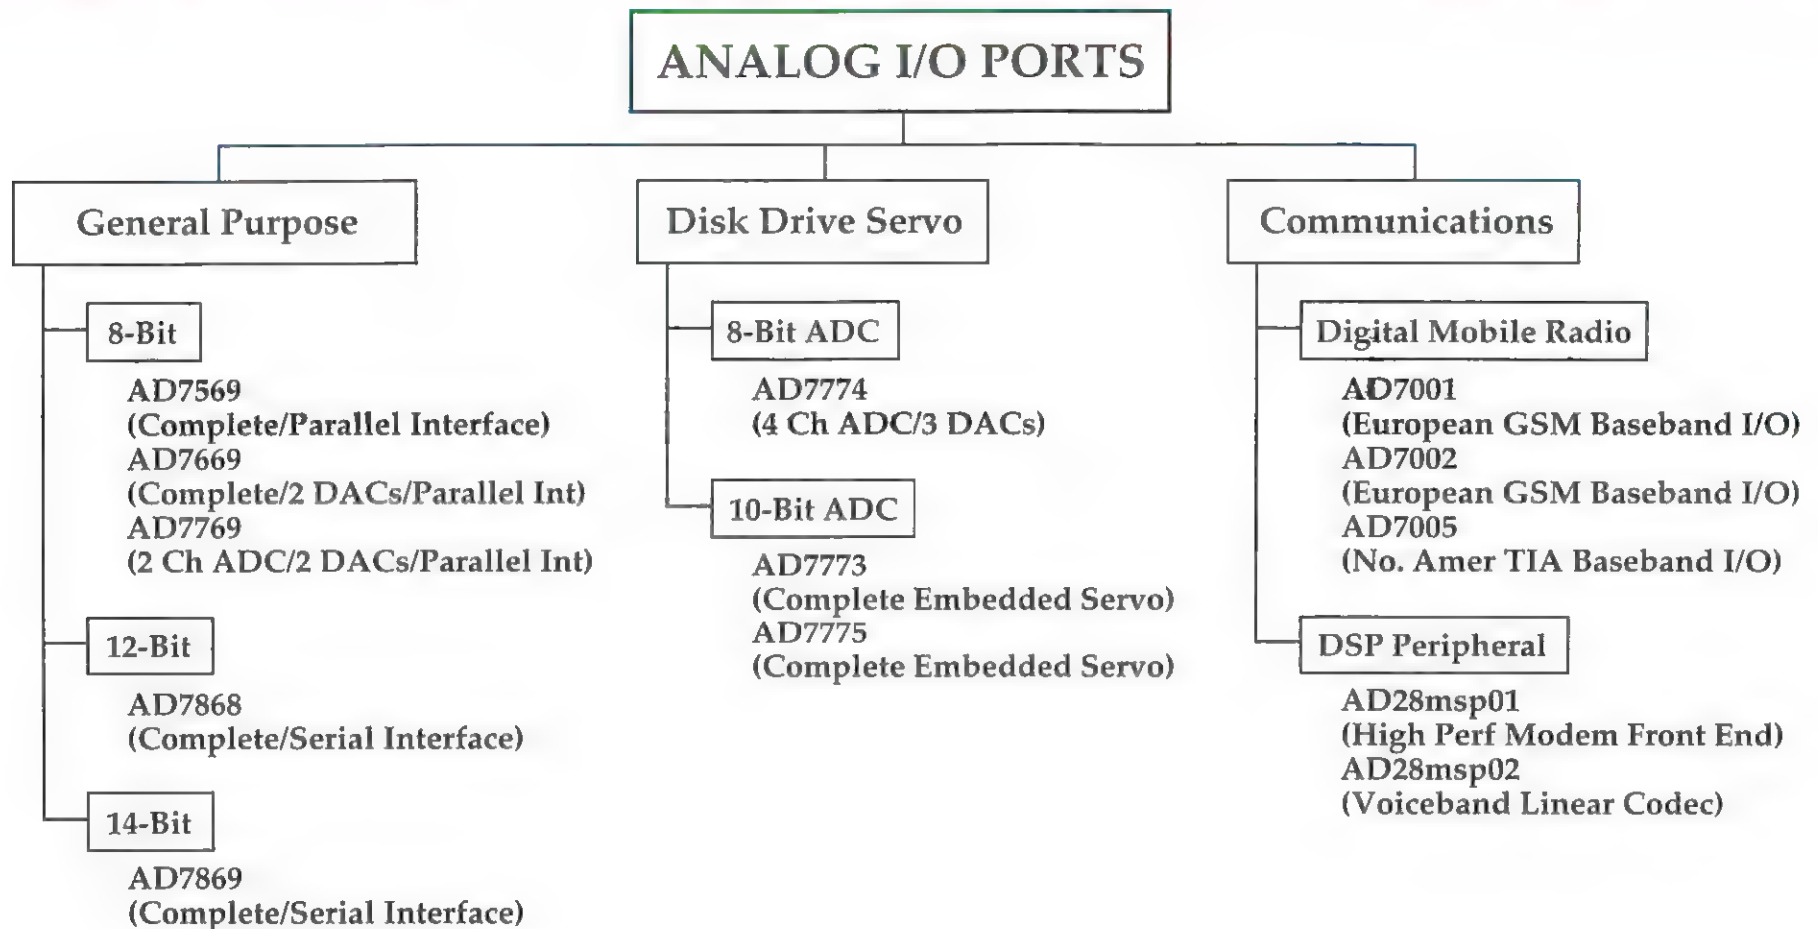 ANALOG I/O PORTS
General Purpose
8-Bit
AD7569
(Complete/Parallel Interface)
AD7669
(Complete/2 DACs/Parallel Int)
AD7769
(2 Ch ADC/2 DACs/Parallel Int)
12-Bit
AD7868
(Complete/Serial Interface)
14-Bit
AD7869
(Complete/Serial Interface)
Disk Drive Servo
8-Bit ADC
AD7774
(4 Ch ADC/3 DACs)
10-Bit ADC
AD7773
(Complete Embedded Servo)
AD7775
(Complete Embedded Servo)
Communications
Digital Mobile Radio
AD7001
(European GSM Baseband I/O)
AD7002
(European GSM Baseband I/O)
AD7005
(No. Amer TIA Baseband I/O)
DSP Peripheral
AD28msp01
(High Perf Modem Front End)
AD28msp02
(Voiceband Linear Codec)